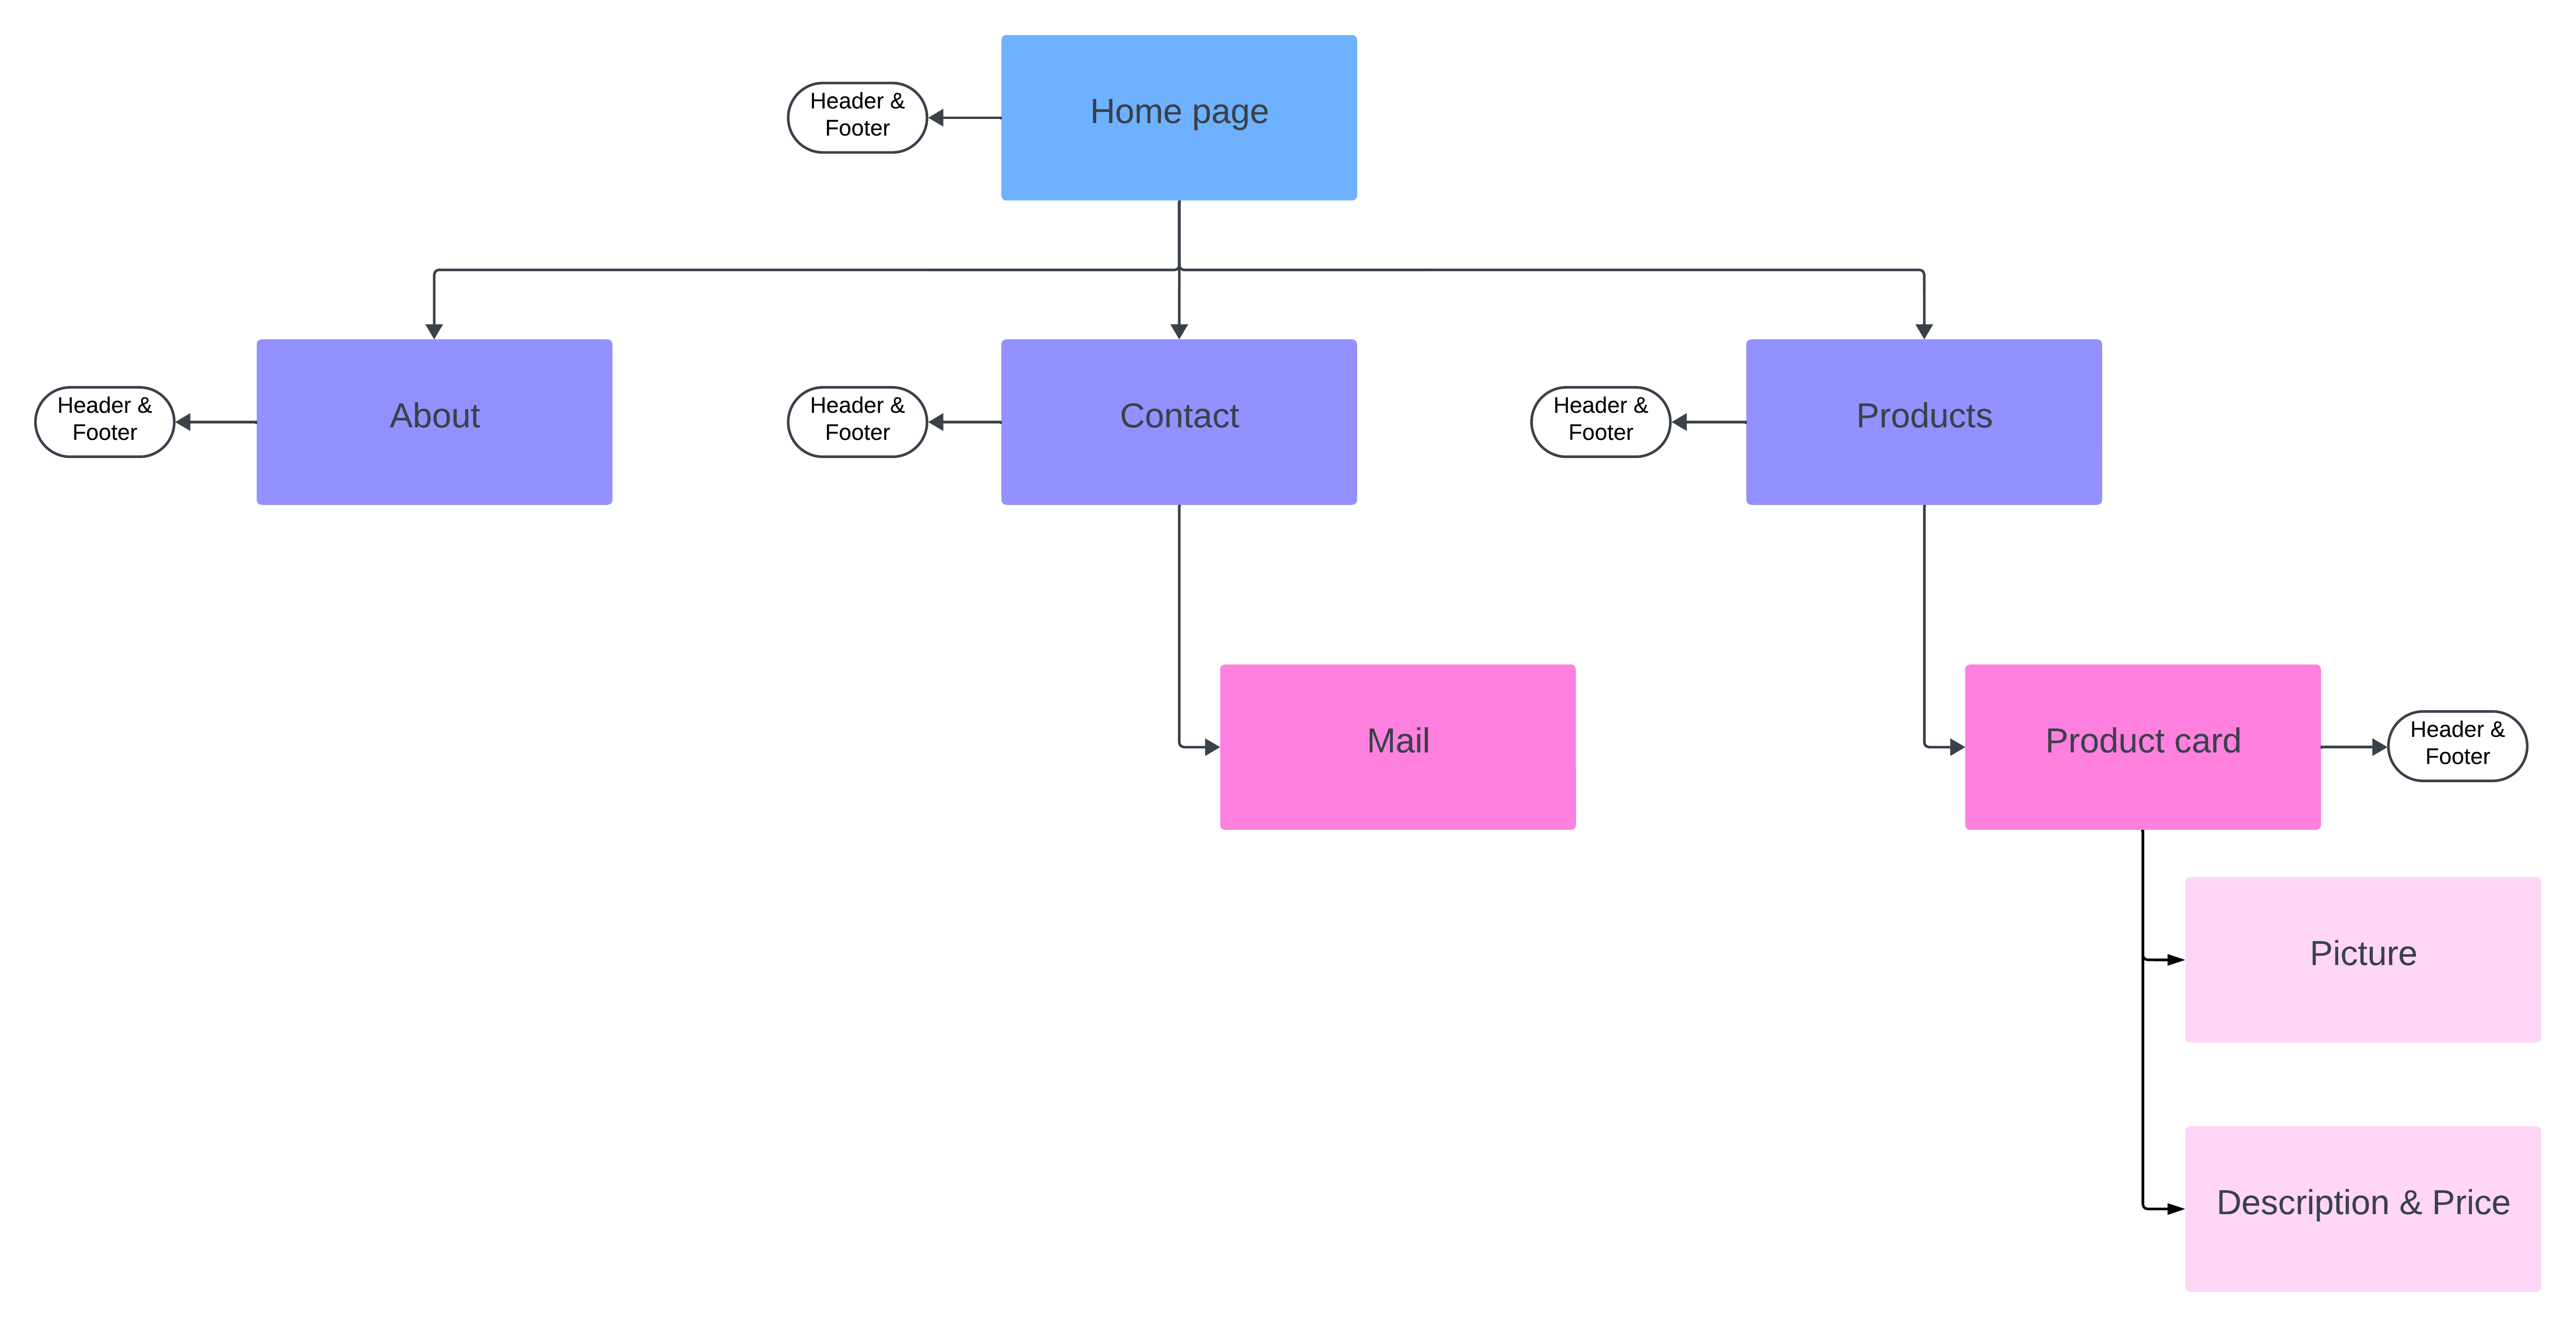 Header &
Footer
Home page
Header &
Footer
About
Header &
Footer
Contact
Header &
Footer
Products
Mail
Product card
Header &
Footer
Picture
Description & Price